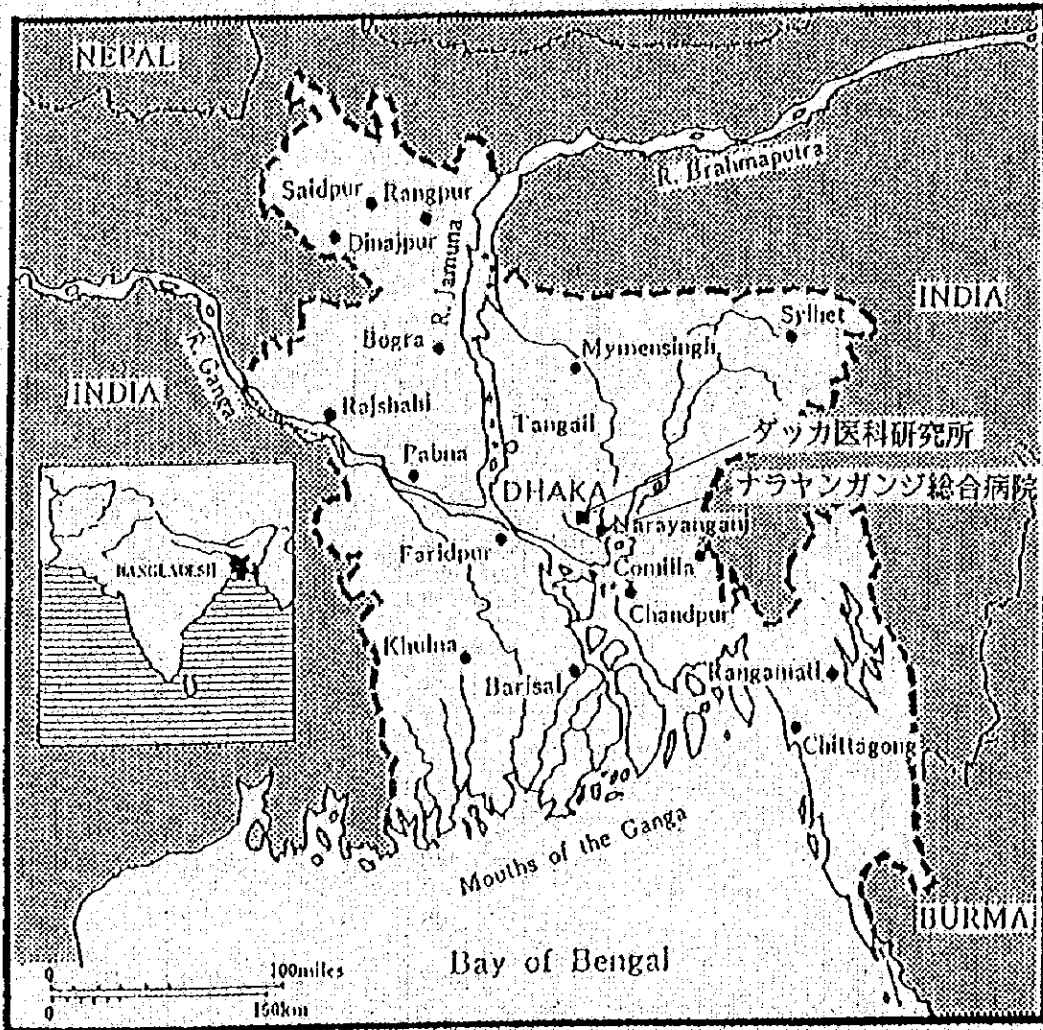 NEPAL
R. Brahmaputra
Saidpur
Rangpur
Dinajpur
R. Jamuna
INDIA
Sylhet
Bogra
Mymensingh
R. Ganga
INDIA
Rajshahi
Tangail
ダッカ医科研究所
Pabna
DHAKA
ナラヤンガンジ総合病院
Narayanganj
Faridpur
Comilla
BANGLADESH
Chandpur
Khulna
Barisal
Rangamati
Chittagong
Mouths of the Ganga
BURMA
Bay of Bengal
0 100miles
0 150km